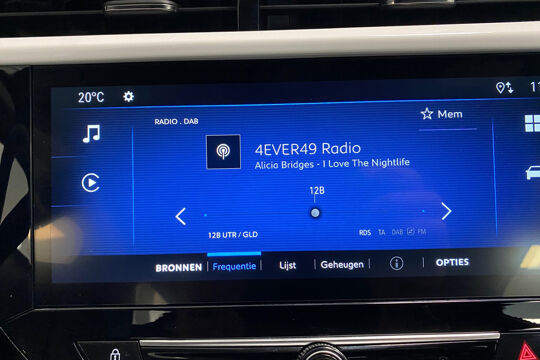 20°C 11
RADIO . DAB Mem
4EVER49 Radio
Alicia Bridges - I Love The Nightlife
12B
12B UTR / GLD RDS TA DAB FM
BRONNEN Frequentie Lijst Geheugen OPTIES